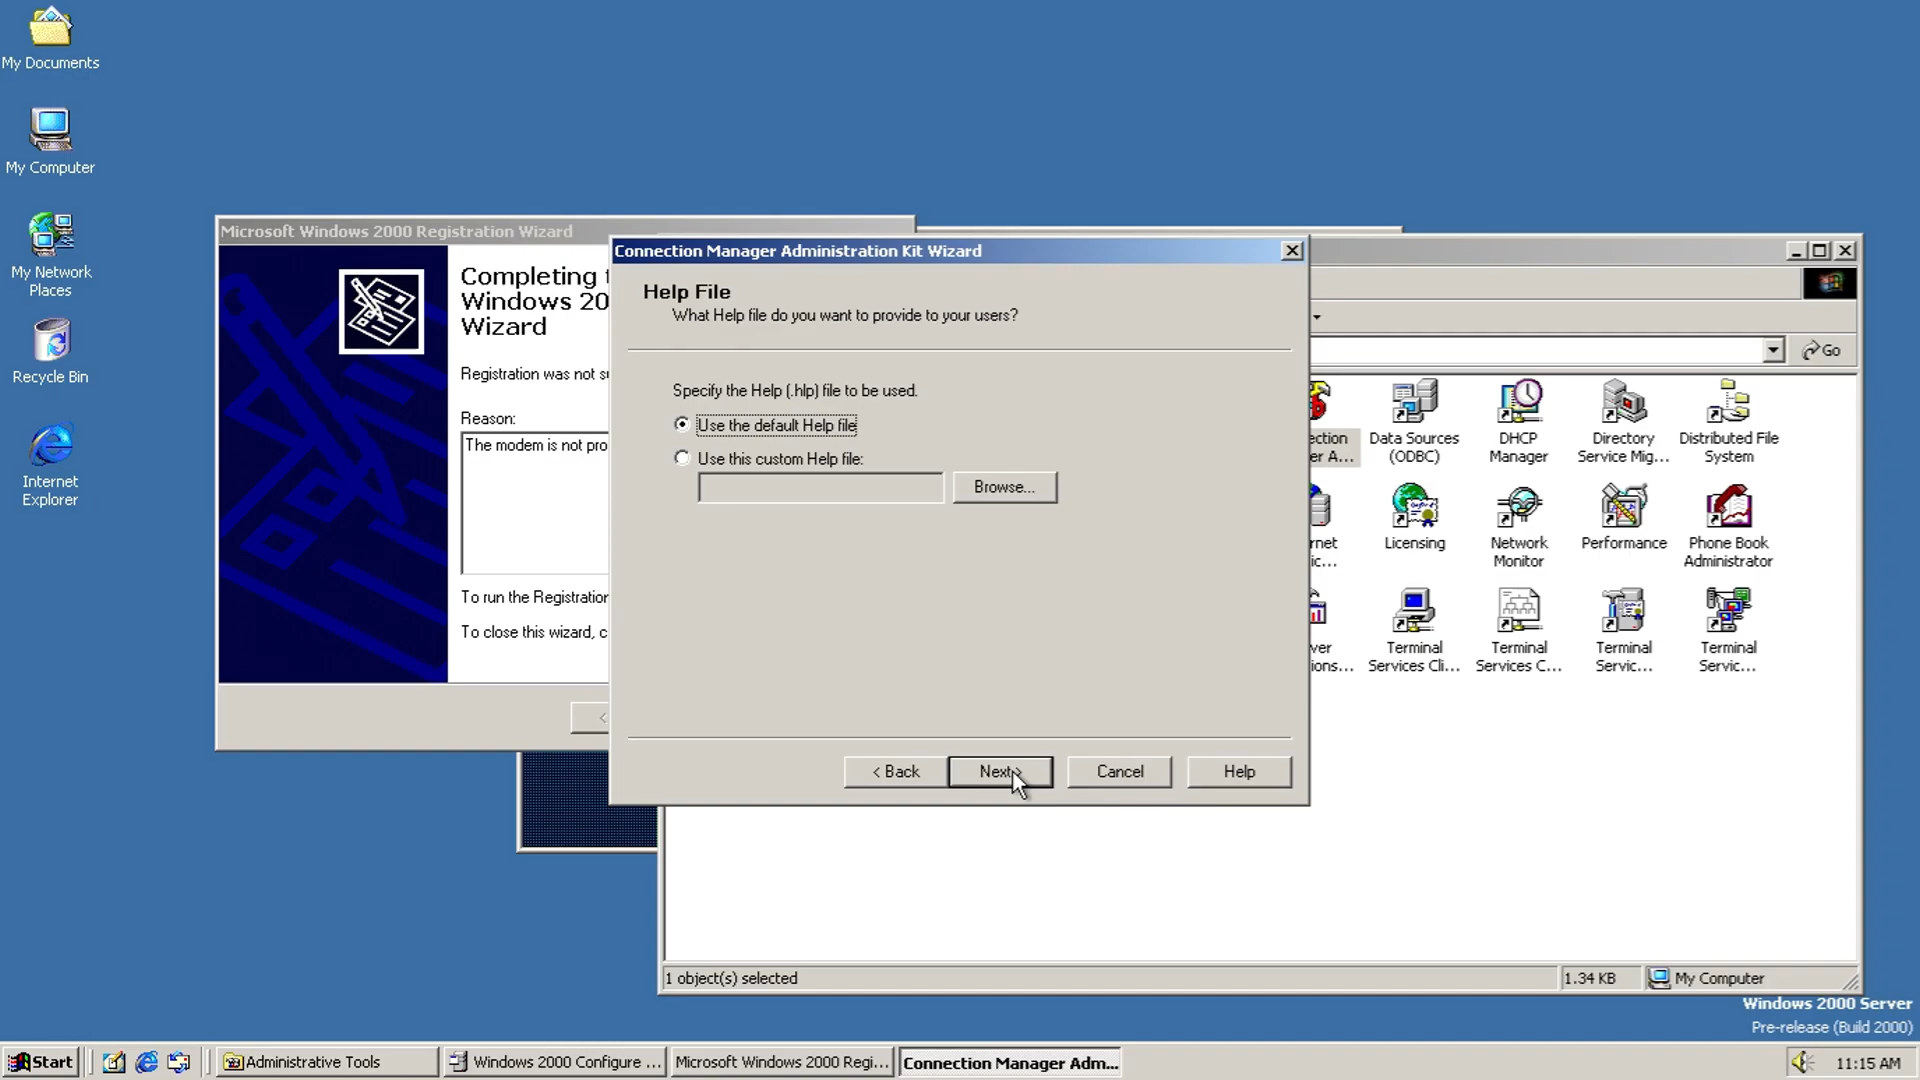 My Documents
My Computer
My Network
Places
Recycle Bin
Internet
Explorer
Microsoft Windows 2000 Registration Wizard
Completing
Windows 20
Wizard
Registration was not s
Reason:
The modem is not pro
To run the Registration
To close this wizard, c
<
Connection Manager Administration Kit Wizard
Help File
What Help file do you want to provide to your users?
Specify the Help (.hlp) file to be used.
Use the default Help file
Use this custom Help file:
Browse...
< Back
Next >
Cancel
Help
Go
ection
er A...
Data Sources
(ODBC)
DHCP
Manager
Directory
Service Mig...
Distributed File
System
rnet
ic...
Licensing
Network
Monitor
Performance
Phone Book
Administrator
ver
ions...
Terminal
Services Cli...
Terminal
Services C...
Terminal
Servic...
Terminal
Servic...
1 object(s) selected
1.34 KB
My Computer
Windows 2000 Server
Pre-release (Build 2000)
Start
Administrative Tools
Windows 2000 Configure ...
Microsoft Windows 2000 Regi...
Connection Manager Adm...
11:15 AM